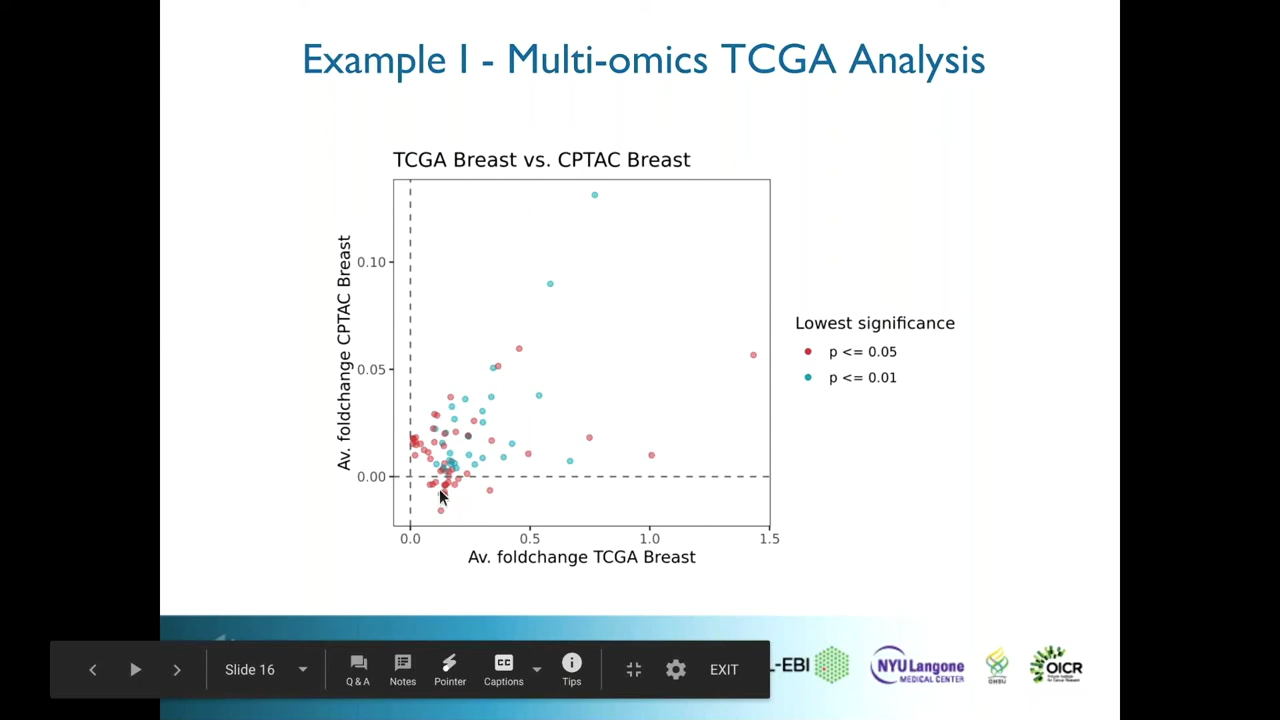 Example I - Multi-omics TCGA Analysis
TCGA Breast vs. CPTAC Breast
Av. foldchange CPTAC Breast
0.10
0.05
0.00
0.0 0.5 1.0 1.5
Av. foldchange TCGA Breast
Lowest significance
p <= 0.05
p <= 0.01
Slide 16
Q & A
Notes
Pointer
CC
Captions
Tips
EXIT
L-EBI
NYU Langone
MEDICAL CENTER
OHSU
OICR